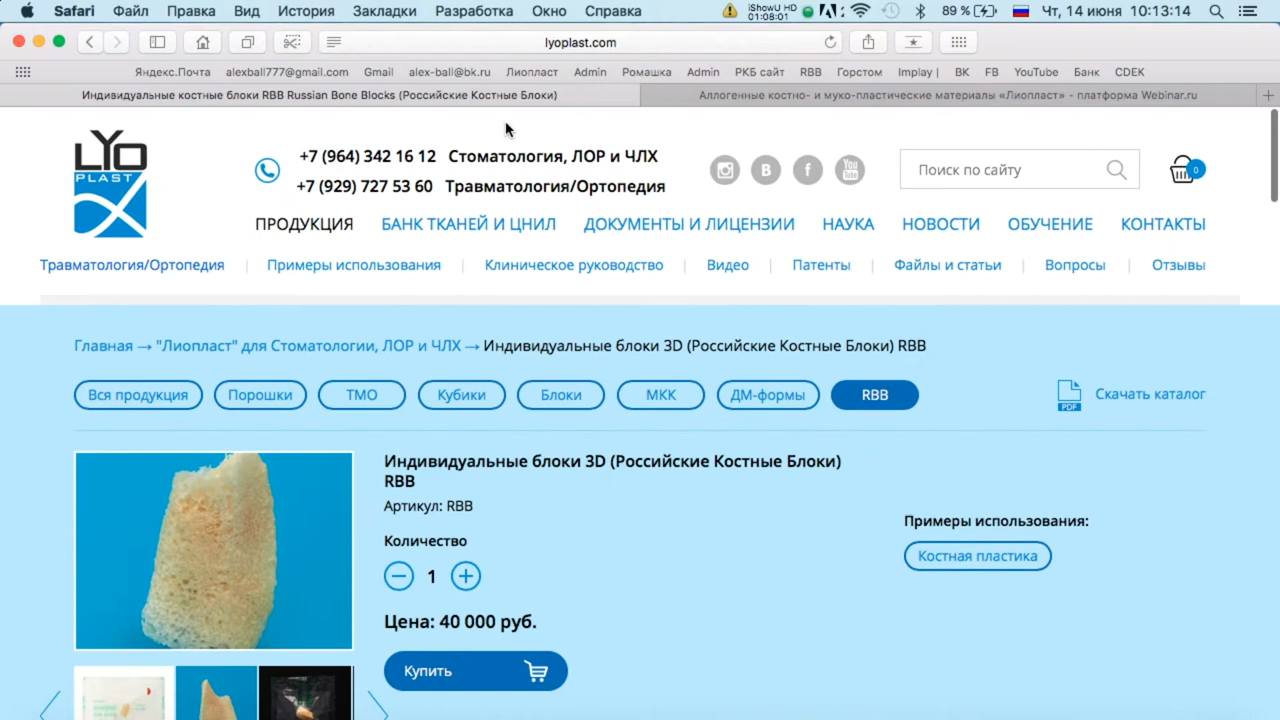 Safari Файл Правка Вид История Закладки Разработка Окно Справка iShowU HD 01:08:01 89 % Чт, 14 июня 10:13:14
lyoplast.com
Яндекс.Почта alexball777@gmail.com Gmail alex-ball@bk.ru Лиопласт Admin Ромашка Admin РКБ сайт RBB Горстом Implay | ВК FB YouTube Банк CDEK
Индивидуальные костные блоки RBB Russian Bone Blocks (Российские Костные Блоки) Аллогенные костно- и муко-пластические материалы «Лиопласт» - платформа Webinar.ru
LYO
PLAST
+7 (964) 342 16 12 Стоматология, ЛОР и ЧЛХ
+7 (929) 727 53 60 Травматология/Ортопедия
B f You Tube
Поиск по сайту
0
ПРОДУКЦИЯ БАНК ТКАНЕЙ И ЦНИЛ ДОКУМЕНТЫ И ЛИЦЕНЗИИ НАУКА НОВОСТИ ОБУЧЕНИЕ КОНТАКТЫ
Травматология/Ортопедия | Примеры использования | Клиническое руководство | Видео | Патенты | Файлы и статьи | Вопросы | Отзывы
Главная → "Лиопласт" для Стоматологии, ЛОР и ЧЛХ → Индивидуальные блоки 3D (Российские Костные Блоки) RBB
Вся продукция Порошки ТМО Кубики Блоки МКК ДМ-формы RBB
PDF Скачать каталог
Индивидуальные блоки 3D (Российские Костные Блоки)
RBB
Артикул: RBB
Количество
1
Цена: 40 000 руб.
Купить
Примеры использования:
Костная пластика